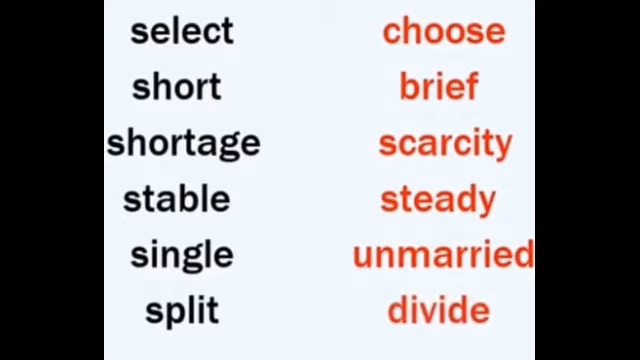 select choose
short brief
shortage scarcity
stable steady
single unmarried
split divide